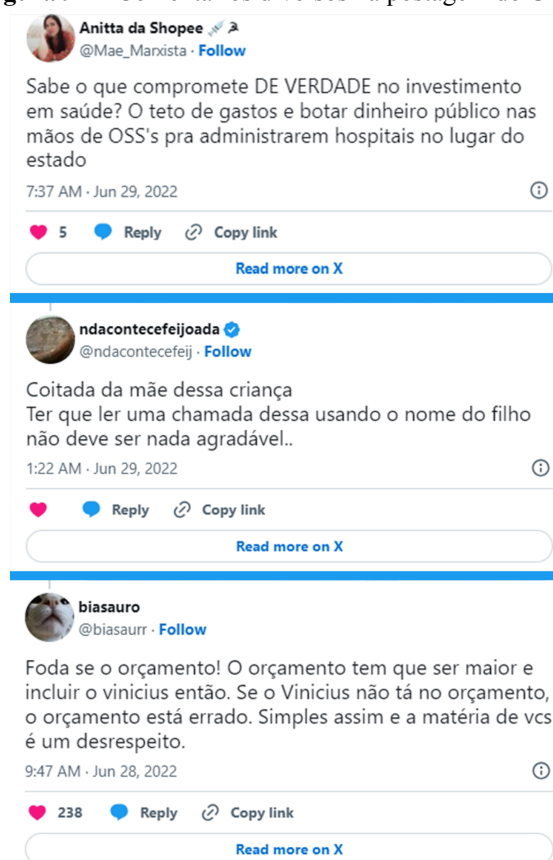 Anitta da Shopee
@Mae_Marxista · Follow
Sabe o que compromete DE VERDADE no investimento
em saúde? O teto de gastos e botar dinheiro público nas
mãos de OSS's pra administrarem hospitais no lugar do
estado
7:37 AM · Jun 29, 2022
5 Reply Copy link
Read more on X
ndacontecefeijoada
@ndacontecefeij · Follow
Coitada da mãe dessa criança
Ter que ler uma chamada dessa usando o nome do filho
não deve ser nada agradável..
1:22 AM · Jun 29, 2022
Reply Copy link
Read more on X
biasauro
@biasaurr · Follow
Foda se o orçamento! O orçamento tem que ser maior e
incluir o vinicius então. Se o Vinicius não tá no orçamento,
o orçamento está errado. Simples assim e a matéria de vcs
é um desrespeito.
9:47 AM · Jun 28, 2022
238 Reply Copy link
Read more on X